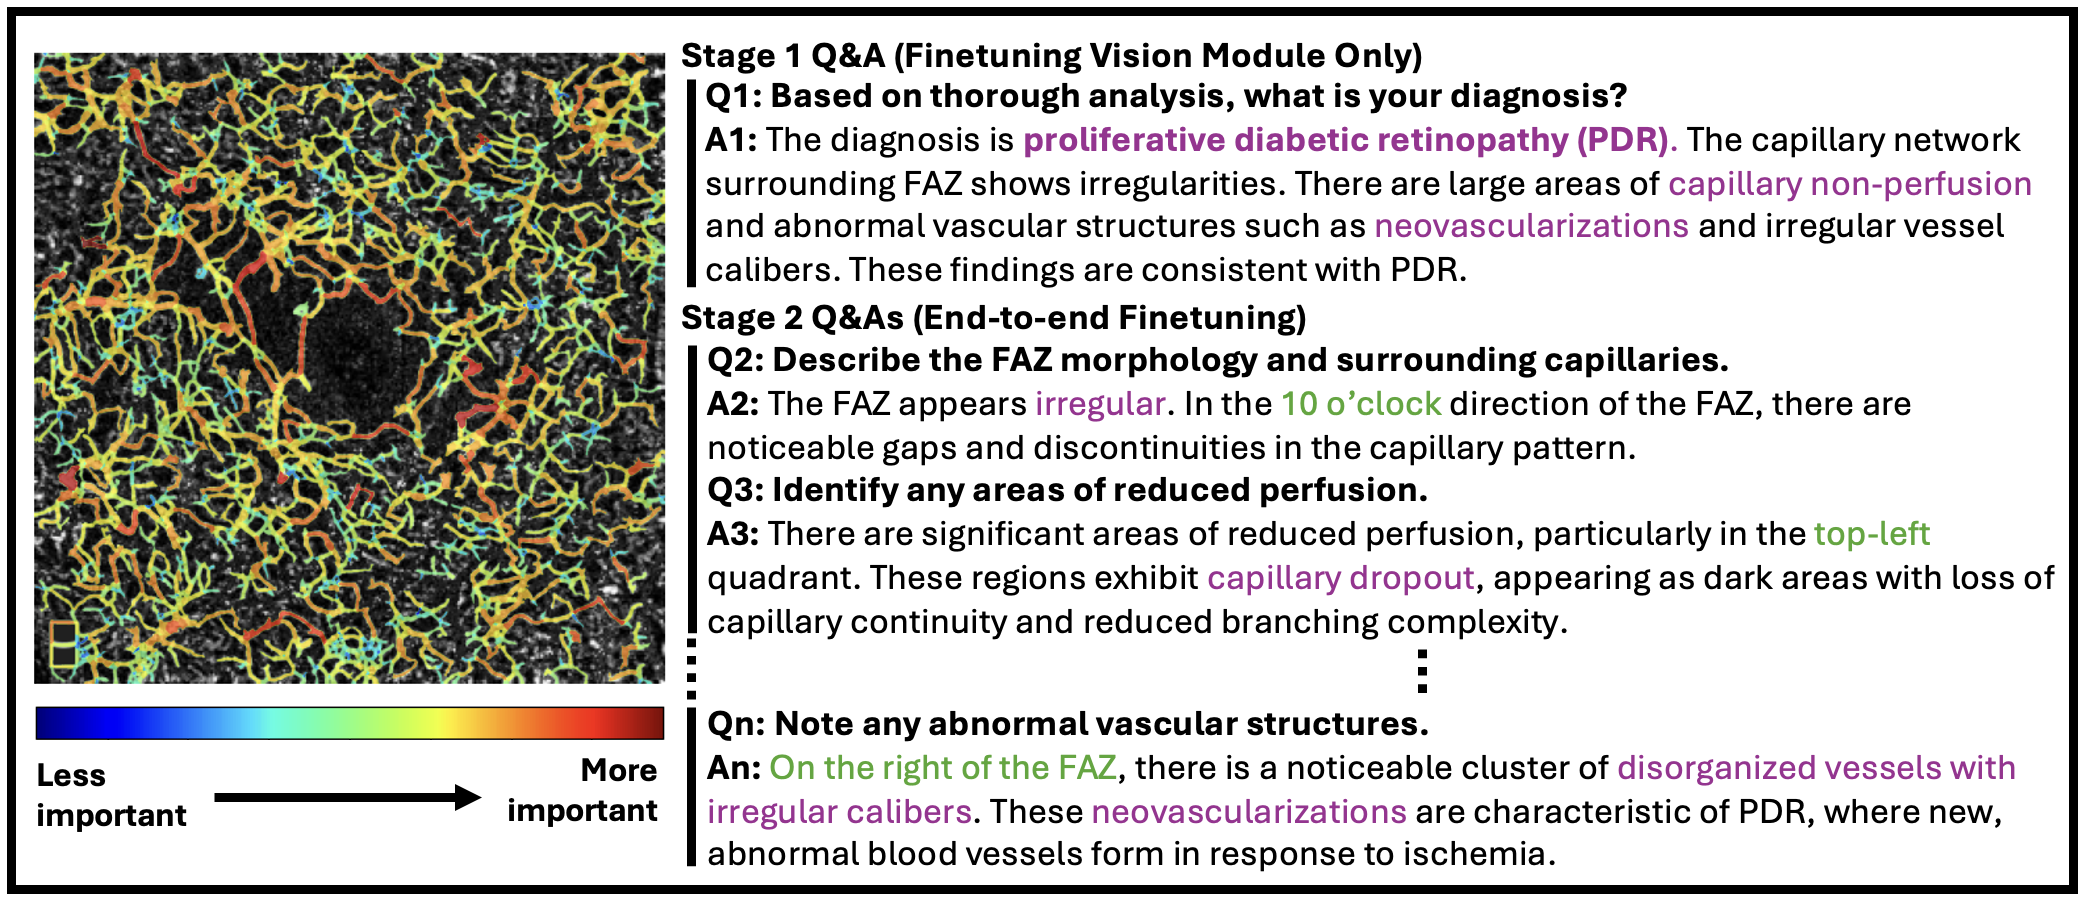 Stage 1 Q&A (Finetuning Vision Module Only)
Q1: Based on thorough analysis, what is your diagnosis?
A1: The diagnosis is proliferative diabetic retinopathy (PDR). The capillary network
surrounding FAZ shows irregularities. There are large areas of capillary non-perfusion
and abnormal vascular structures such as neovascularizations and irregular vessel
calibers. These findings are consistent with PDR.
Stage 2 Q&As (End-to-end Finetuning)
Q2: Describe the FAZ morphology and surrounding capillaries.
A2: The FAZ appears irregular. In the 10 o’clock direction of the FAZ, there are
noticeable gaps and discontinuities in the capillary pattern.
Q3: Identify any areas of reduced perfusion.
A3: There are significant areas of reduced perfusion, particularly in the top-left
quadrant. These regions exhibit capillary dropout, appearing as dark areas with loss of
capillary continuity and reduced branching complexity.
Qn: Note any abnormal vascular structures.
An: On the right of the FAZ, there is a noticeable cluster of disorganized vessels with
irregular calibers. These neovascularizations are characteristic of PDR, where new,
abnormal blood vessels form in response to ischemia.
Less
important
More
important